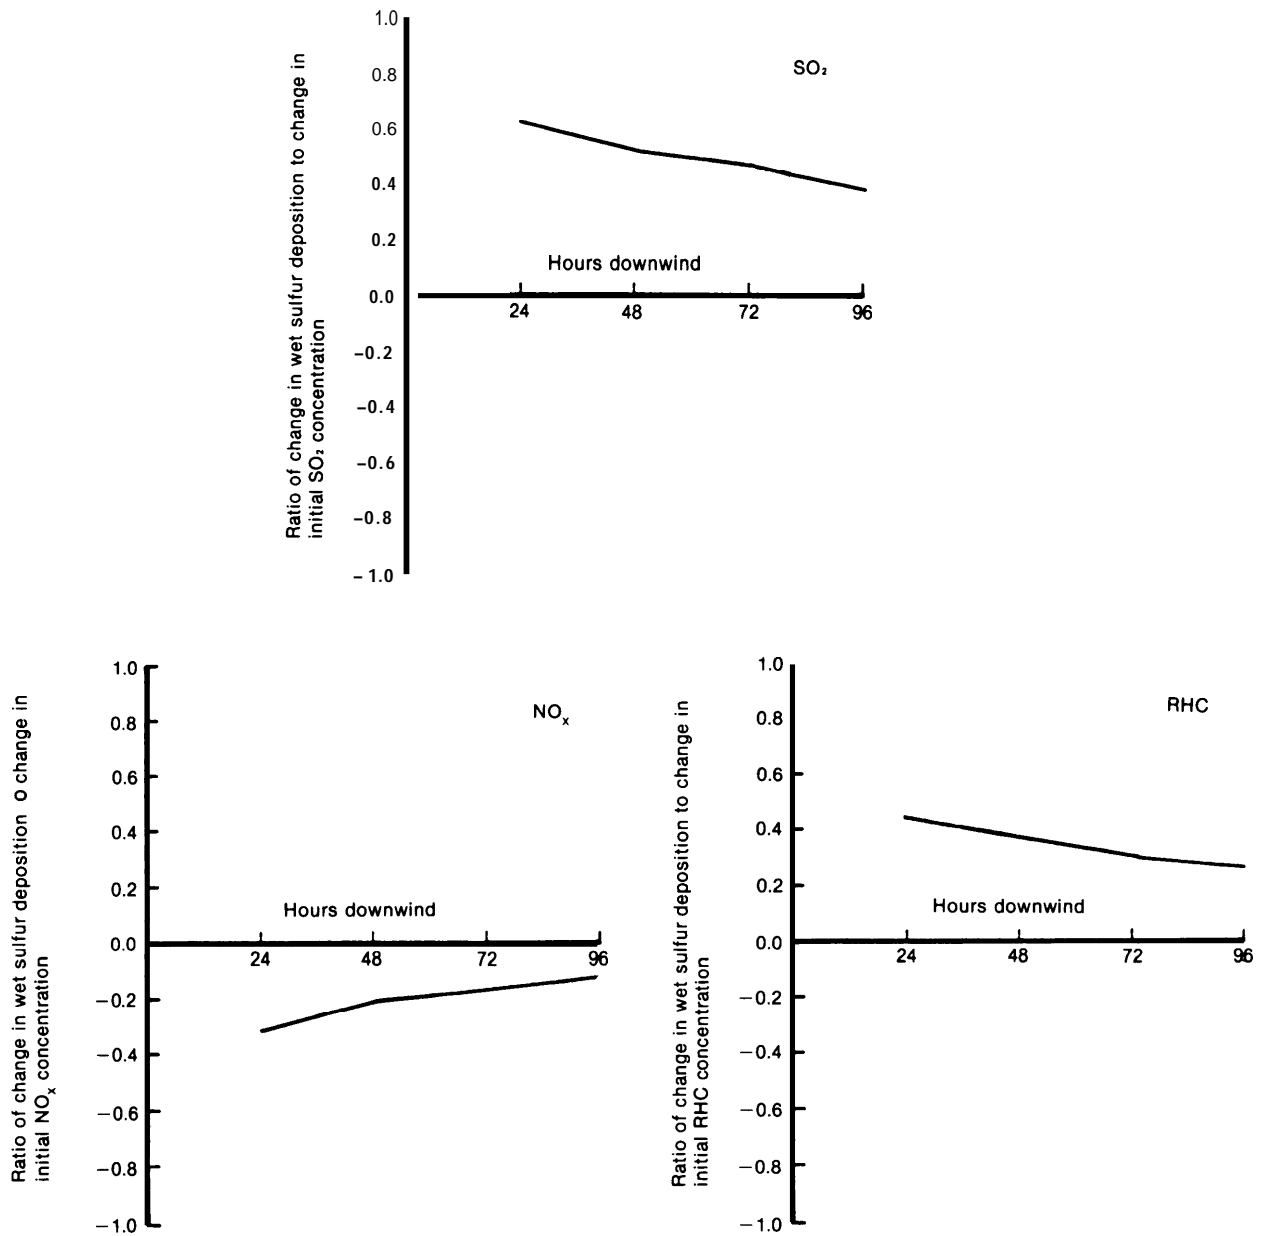 1.0
0.8
0.6
0.4
0.2
0.0
-0.2
-0.4
-0.6
-0.8
-1.0
Ratio of change in wet sulfur deposition to change in
initial SO₂ concentration
SO₂
Hours downwind
24 48 72 96
1.0
0.8
0.6
0.4
0.2
0.0
-0.2
-0.4
-0.6
-0.8
-1.0
Ratio of change in wet sulfur deposition o change in
initial NOₓ concentration
NOₓ
Hours downwind
24 48 72 96
1.0
0.8
0.6
0.4
0.2
0.0
-0.2
-0.4
-0.6
-0.8
-1.0
Ratio of change in wet sulfur deposition to change in
initial RHC concentration
RHC
Hours downwind
24 48 72 96